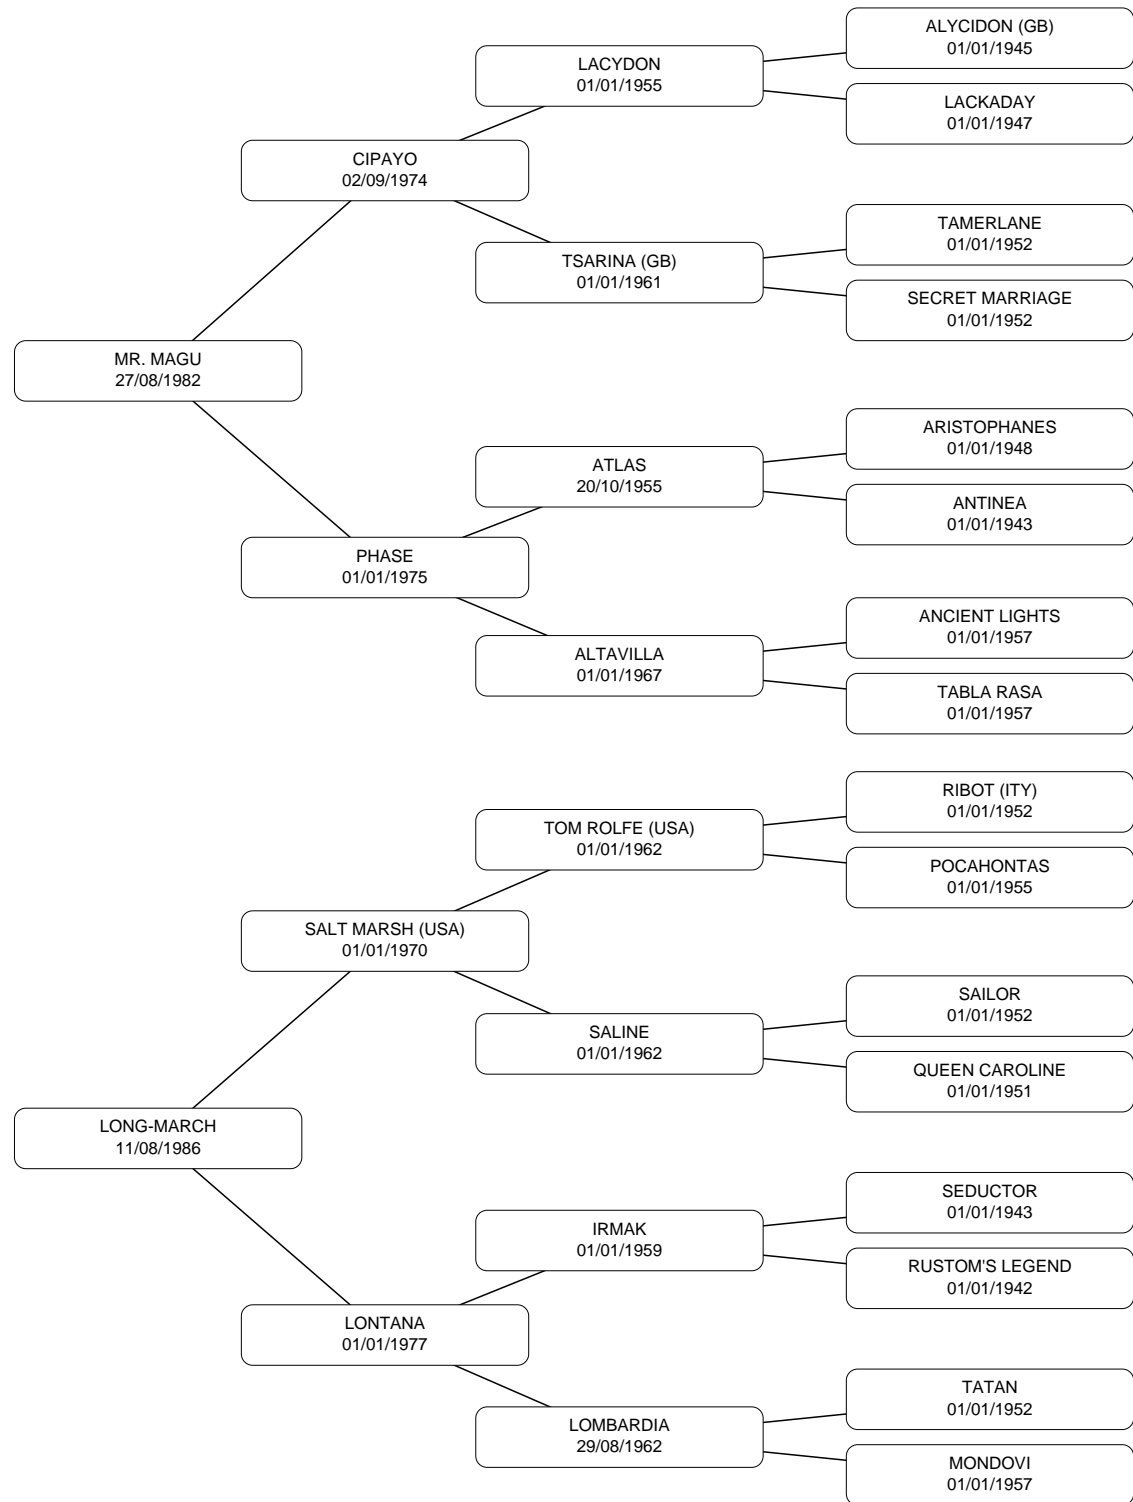 ALYCIDON (GB)
01/01/1945
LACYDON
01/01/1955
LACKADAY
01/01/1947
CIPAYO
02/09/1974
TAMERLANE
01/01/1952
TSARINA (GB)
01/01/1961
SECRET MARRIAGE
01/01/1952
MR. MAGU
27/08/1982
ARISTOPHANES
01/01/1948
ATLAS
20/10/1955
ANTINEA
01/01/1943
PHASE
01/01/1975
ANCIENT LIGHTS
01/01/1957
ALTAVILLA
01/01/1967
TABLA RASA
01/01/1957
RIBOT (ITY)
01/01/1952
TOM ROLFE (USA)
01/01/1962
POCAHONTAS
01/01/1955
SALT MARSH (USA)
01/01/1970
SAILOR
01/01/1952
SALINE
01/01/1962
QUEEN CAROLINE
01/01/1951
LONG-MARCH
11/08/1986
SEDUCTOR
01/01/1943
IRMAK
01/01/1959
RUSTOM'S LEGEND
01/01/1942
LONTANA
01/01/1977
TATAN
01/01/1952
LOMBARDIA
29/08/1962
MONDOVI
01/01/1957